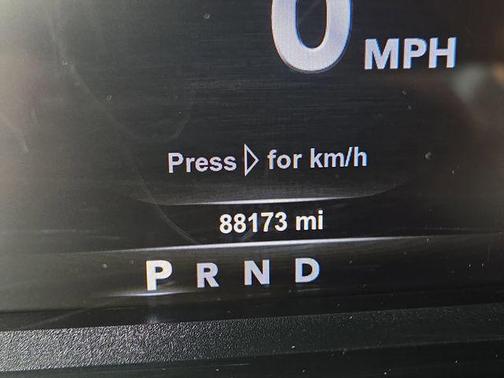 0 MPH
Press ▷ for km/h
88173 mi
P R N D